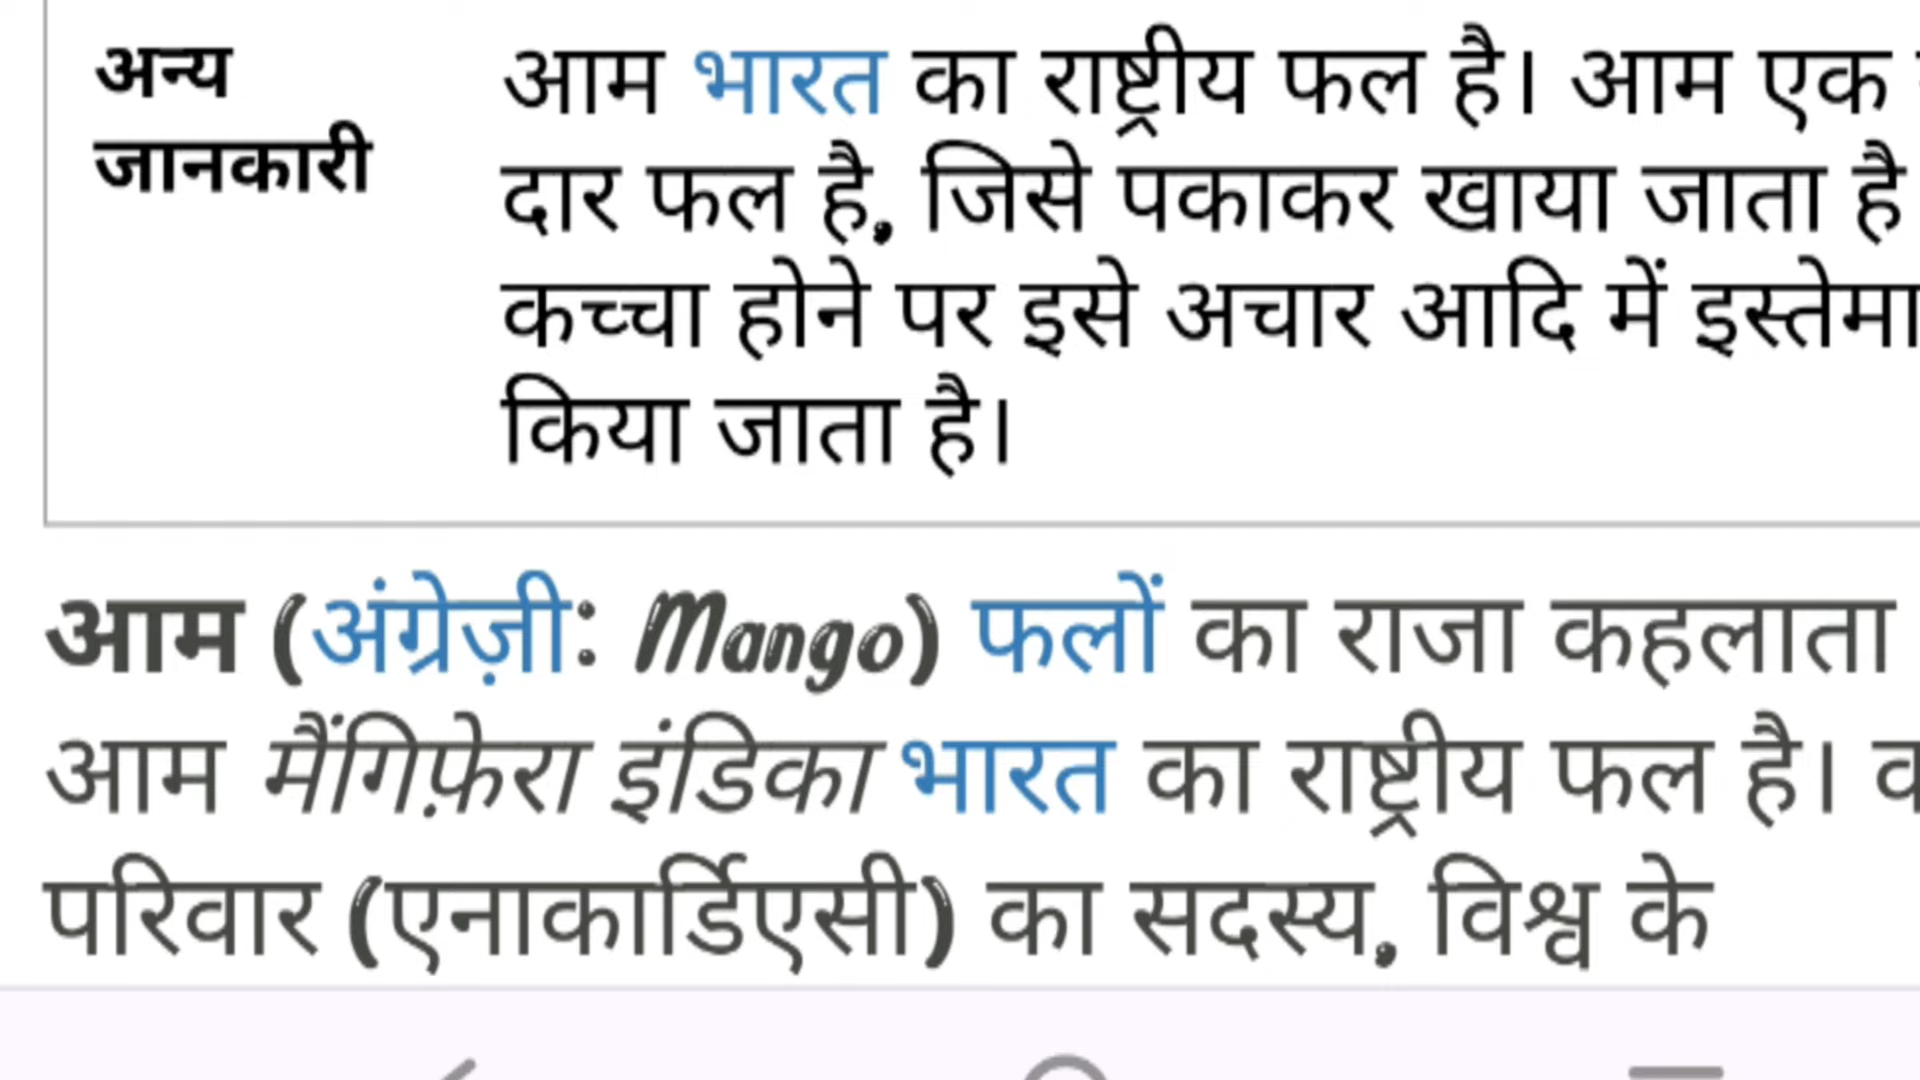 अन्य
जानकारी
आम भारत का राष्ट्रीय फल है। आम एक
दार फल है, जिसे पकाकर खाया जाता है
कच्चा होने पर इसे अचार आदि में इस्तेमा
किया जाता है।
आम (अंग्रेज़ी: Mango) फलों का राजा कहलाता
आम मैंगिफ़ेरा इंडिका भारत का राष्ट्रीय फल है।
परिवार (एनाकार्डिएसी) का सदस्य, विश्व के